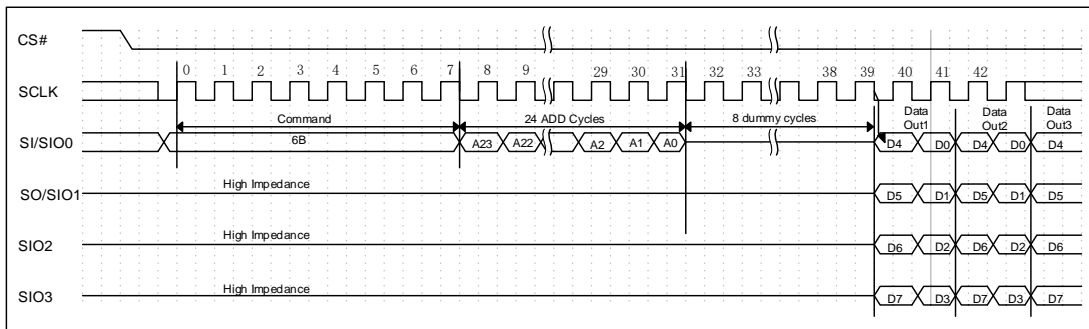 CS#
0 1 2 3 4 5 6 7 8 9 29 30 31 32 33 38 39 40 41 42
SCLK
Command 24 ADD Cycles 8 dummy cycles Data Out1 Data Out2 Data Out3
SI/SIO0 6B A23 A22 A2 A1 A0 D4 D0 D4 D0 D4
High Impedance
SO/SIO1 D5 D1 D5 D1 D5
High Impedance
SIO2 D6 D2 D6 D2 D6
High Impedance
SIO3 D7 D3 D7 D3 D7